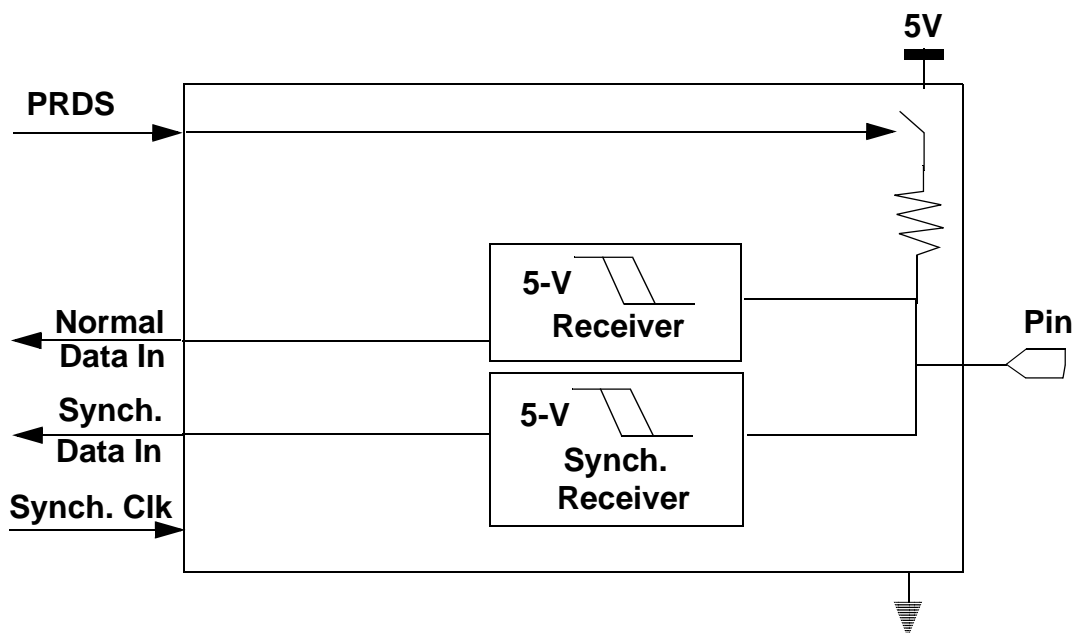 5V
PRDS
5-V
Receiver
Normal
Data In
Pin
Synch.
Data In
5-V
Synch.
Receiver
Synch. Clk